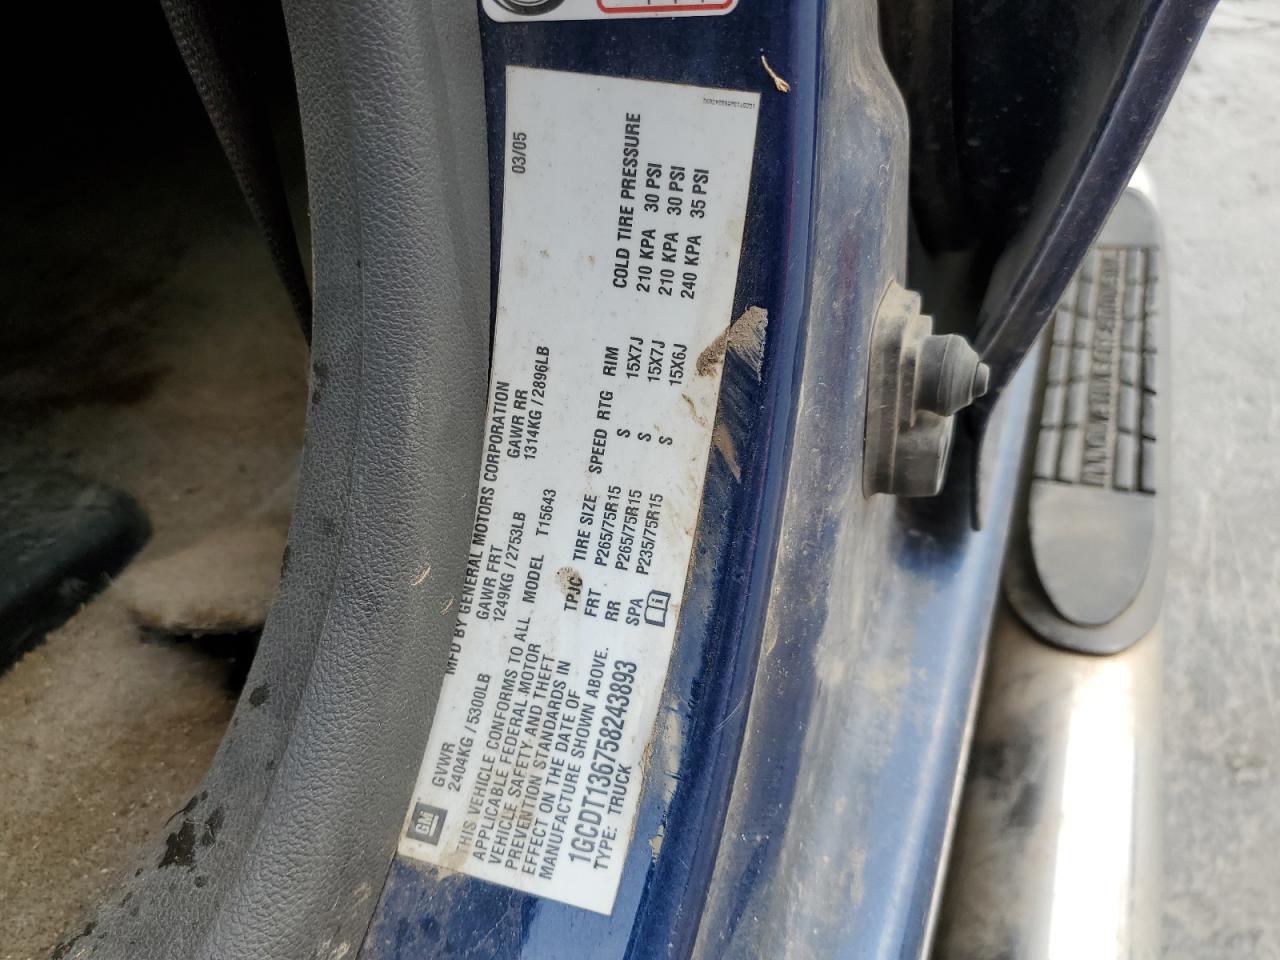 03/05
MFD BY GENERAL MOTORS CORPORATION
GVWR GAWR FRT GAWR RR
2404KG / 5300LB 1249KG / 2753LB 1314KG / 2896LB
THIS VEHICLE CONFORMS TO ALL
APPLICABLE FEDERAL MOTOR
VEHICLE SAFETY AND THEFT
PREVENTION STANDARDS IN
EFFECT ON THE DATE OF
MANUFACTURE SHOWN ABOVE.
1GCDT136758243893
TYPE: TRUCK
MODEL T15643
TPJC TIRE SIZE SPEED RTG RIM COLD TIRE PRESSURE
FRT P265/75R15 S 15X7J 210 KPA 30 PSI
RR P265/75R15 S 15X7J 210 KPA 30 PSI
SPA P235/75R15 S 15X6J 240 KPA 35 PSI
GM